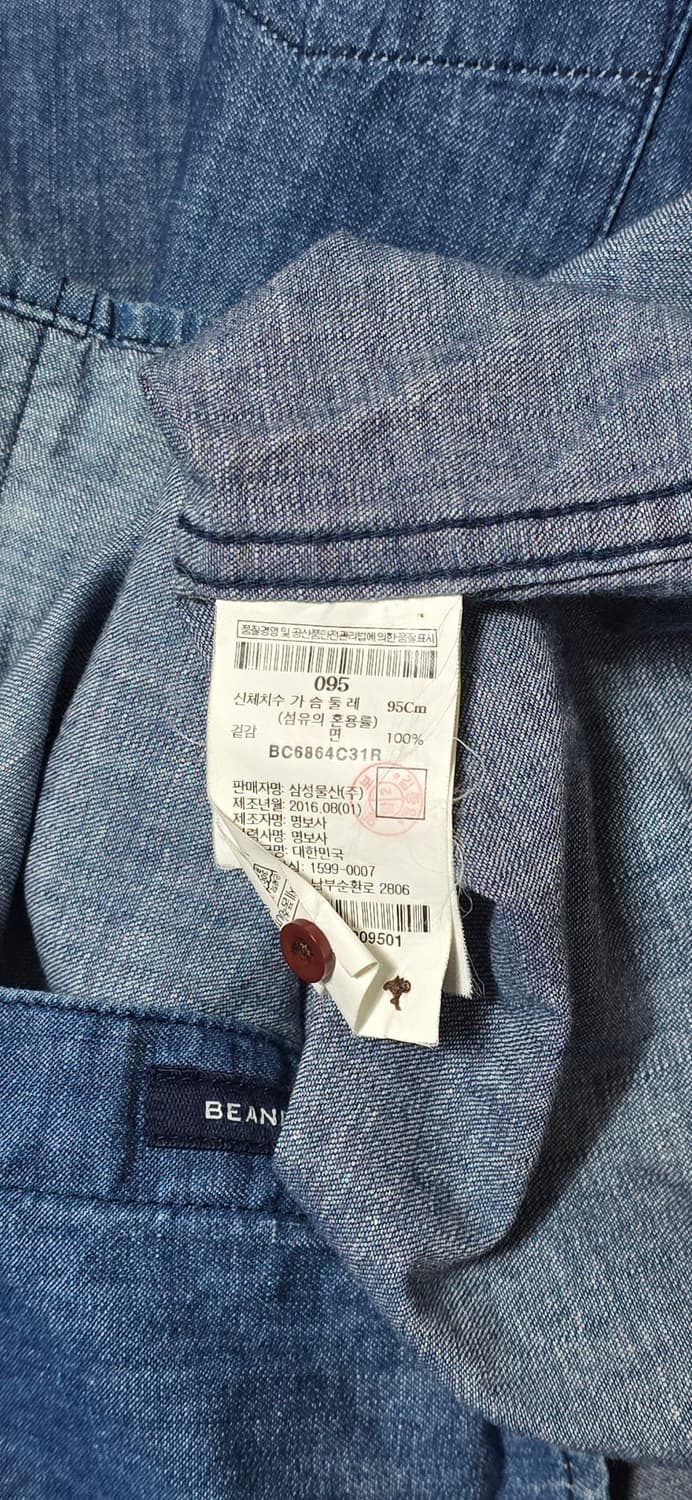 품질경영 및 공산품안전관리법에 의한 품질표시
095
신체치수 가 슴 둘 레 95Cm
(섬유의 혼용률)
겉감 면 100%
BC6864C31R
판매자명: 삼성물산(주)
제조년월: 2016.08(01)
제조자명: 명보사
명보사
대한민국
1599-0007
남부순환로 2806
09501
BEAN